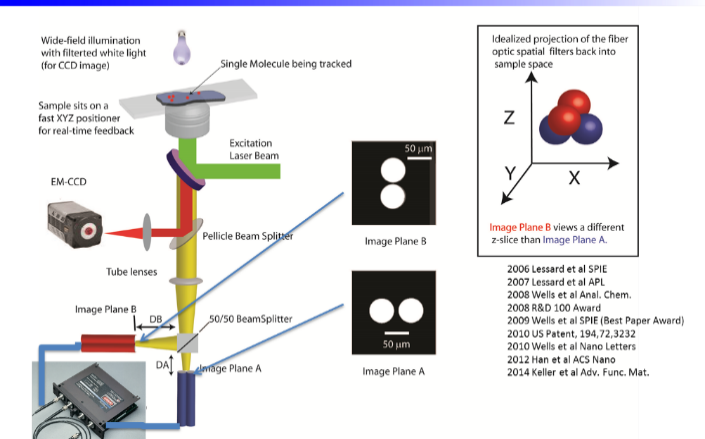 Wide-field illumination
with filterted white light
(for CCD image)
Single Molecule being tracked
Sample sits on a
fast XYZ positioner
for real-time feedback
Excitation
Laser Beam
EM-CCD
Pellicle Beam Splitter
Tube lenses
Image Plane B
DB
50/50 BeamSplitter
DA
Image Plane A
50 µm
Image Plane B
50 µm
Image Plane A
Idealized projection of the fiber
optic spatial filters back into
sample space
Z
Y
X
Image Plane B views a different
z-slice than Image Plane A.
2006 Lessard et al SPIE
2007 Lessard et al APL
2008 Wells et al Anal. Chem.
2008 R&D 100 Award
2009 Wells et al SPIE (Best Paper Award)
2010 US Patent, 194,72,3232
2010 Wells et al Nano Letters
2012 Han et al ACS Nano
2014 Keller et al Adv. Func. Mat.